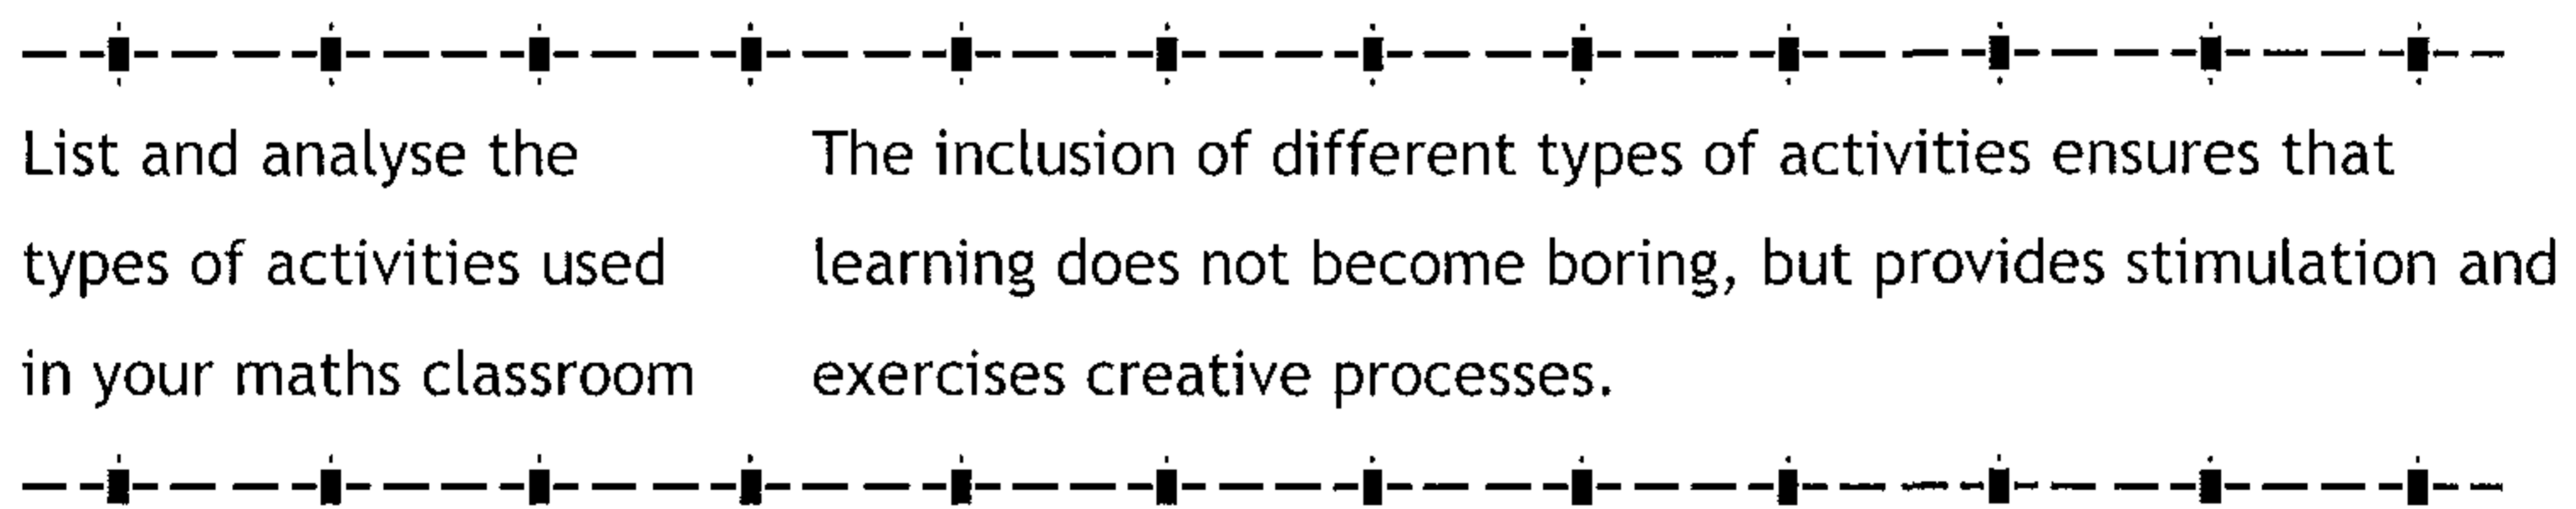 List and analyse the
types of activities used
in your maths classroom
The inclusion of different types of activities ensures that
learning does not become boring, but provides stimulation and
exercises creative processes.